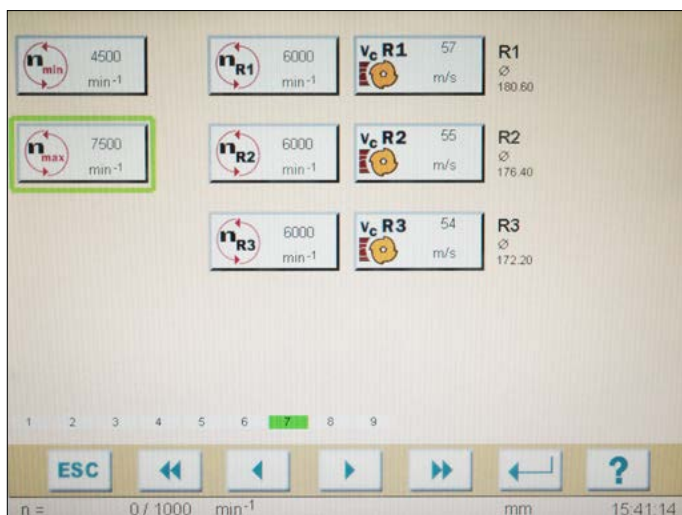 n min 4500 min-1
n R1 6000 min-1
Vc R1 57 m/s
R1 Ø 180.60
n max 7500 min-1
n R2 6000 min-1
Vc R2 55 m/s
R2 Ø 176.40
n R3 6000 min-1
Vc R3 54 m/s
R3 Ø 172.20
1 2 3 4 5 6 7 8 9
ESC ?
n = 0 / 1000 min-1 mm 15:41:14